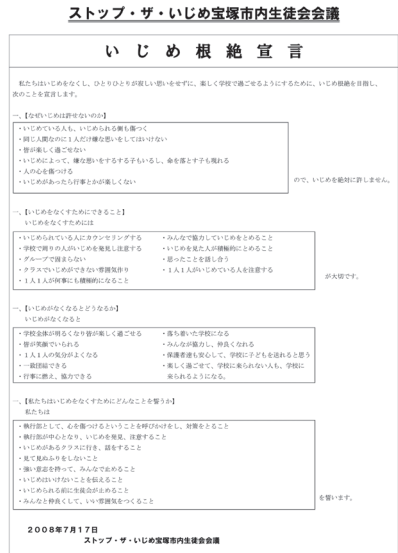 ストップ・ザ・いじめ宝塚市内生徒会会議
いじめ根絶宣言
私たちはいじめをなくし、ひとりひとりが寂しい思いをせずに、楽しく学校で過ごせるようにするために、いじめ根絶を目指し、
次のことを宣言します。
一、【なぜいじめは許せないのか】
・いじめている人も、いじめられる側も傷つく
・同じ人間なのに１人だけ嫌な思いをしてはいけない
・皆が楽しく過ごせない
・いじめによって、嫌な思いをするする子もいるし、命を落とす子も現れる
・人の心を傷つける
・いじめがあったら行事とかが楽しくない
ので、いじめを絶対に許しません。
一、【いじめをなくすためにできること】
いじめをなくすためには
・いじめられている人にカウンセリングする
・学校で周りの人がいじめを発見し注意する
・グループで固まらない
・クラスでいじめができない雰囲気作り
・１人１人が何事にも積極的になること
・みんなで協力していじめをとめること
・いじめを見た人が積極的にとめること
・思ったことを話し合う
・１人１人がいじめている人を注意する
が大切です。
一、【いじめがなくなるとどうなるか】
いじめがなくなると
・学校全体が明るくなり皆が楽しく過ごせる
・皆が笑顔でいられる
・１人１人の気分がよくなる
・一致団結できる
・行事に燃え、協力できる
・落ち着いた学校になる
・みんなが協力し、仲良くなれる
・保護者達も安心して、学校に子どもを送れると思う
・楽しく過ごせて、学校に来られない人も、学校に
来られるようになる。
一、【私たちはいじめをなくすためにどんなことを誓うか】
私たちは
・執行部として、心を傷つけるということを呼びかけをし、対策をとること
・執行部が中心となり、いじめを発見、注意すること
・いじめがあるクラスに行き、話をすること
・見て見ぬふりをしないこと
・強い意志を持って、みんなで止めること
・いじめはいけないことを伝えること
・いじめられる前に生徒会が止めること
・みんなと仲良くして、いい雰囲気をつくること
を誓います。
２００８年７月１７日
ストップ・ザ・いじめ宝塚市内生徒会会議